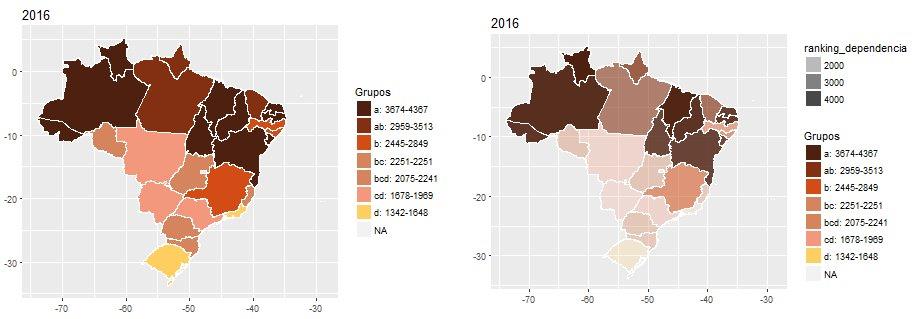 2016
0
-10
-20
-30
-70
-60
-50
-40
-30
Grupos
a: 3674-4367
ab: 2959-3513
b: 2445-2849
bc: 2251-2251
bcd: 2075-2241
cd: 1678-1969
d: 1342-1648
NA
2016
0
-10
-20
-30
-70
-60
-50
-40
-30
ranking_dependencia
2000
3000
4000
Grupos
a: 3674-4367
ab: 2959-3513
b: 2445-2849
bc: 2251-2251
bcd: 2075-2241
cd: 1678-1969
d: 1342-1648
NA